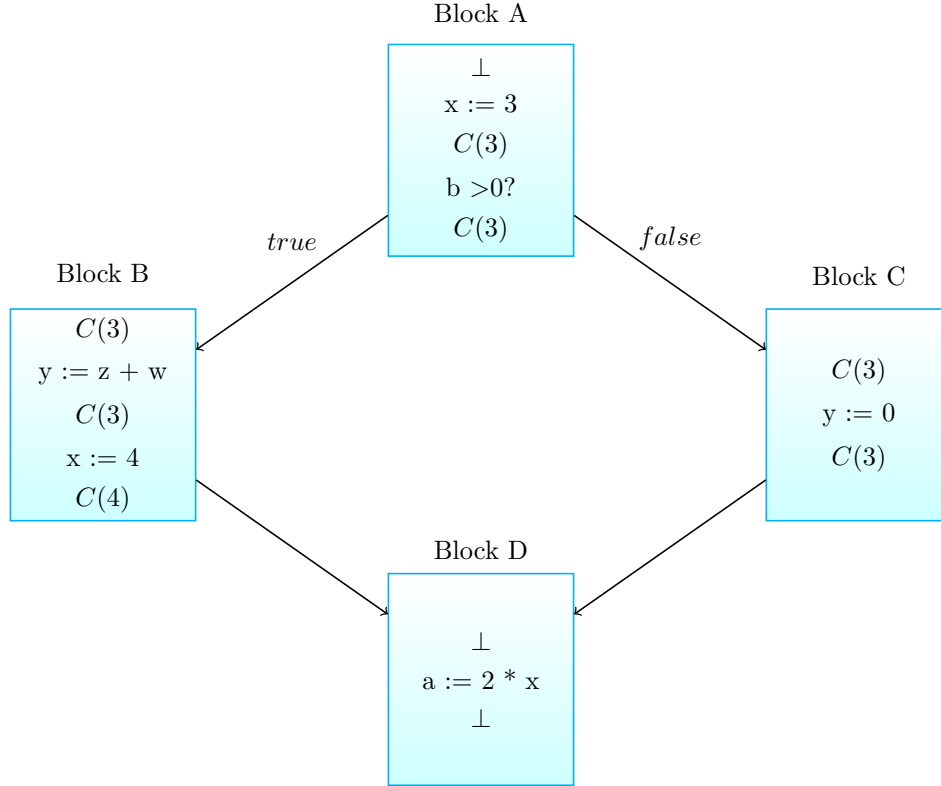 Block A
⊥
x := 3
C(3)
b >0?
C(3)
true
false
Block B
C(3)
y := z + w
C(3)
x := 4
C(4)
Block C
C(3)
y := 0
C(3)
Block D
⊥
a := 2 * x
⊥